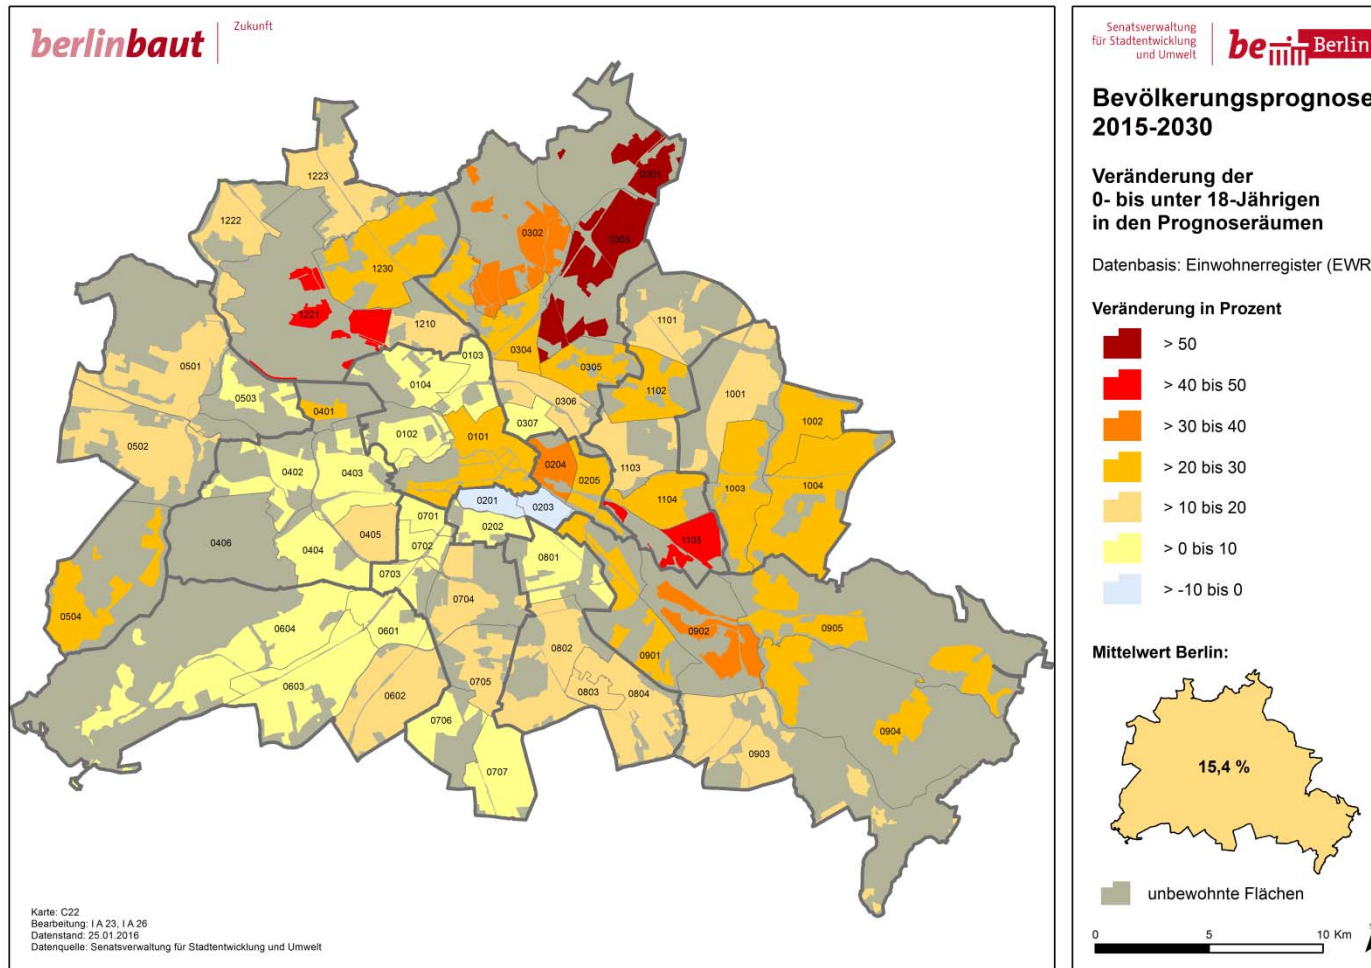 berlinbaut
Zukunft
1223
1222
1230
1221
1210
0501
0503
0502
0401
0103
0104
0102
0101
0301
0302
0303
0304
0305
0306
0307
1101
1102
1001
1002
1103
0204
0205
1104
1003
1004
1105
0402
0403
0201
0203
0202
0406
0404
0405
0701
0702
0703
0801
0504
0604
0601
0704
0603
0602
0705
0802
0803
0804
0901
0902
0905
0706
0707
0903
0904
Karte: C22
Bearbeitung: I A 23, I A 26
Datenstand: 25.01.2016
Datenquelle: Senatsverwaltung für Stadtentwicklung und Umwelt
Senatsverwaltung
für Stadtentwicklung
und Umwelt
be Berlin
Bevölkerungsprognose
2015-2030
Veränderung der
0- bis unter 18-Jährigen
in den Prognoseräumen
Datenbasis: Einwohnerregister (EWR
Veränderung in Prozent
> 50
> 40 bis 50
> 30 bis 40
> 20 bis 30
> 10 bis 20
> 0 bis 10
> -10 bis 0
Mittelwert Berlin:
15,4 %
unbewohnte Flächen
0 5 10 Km